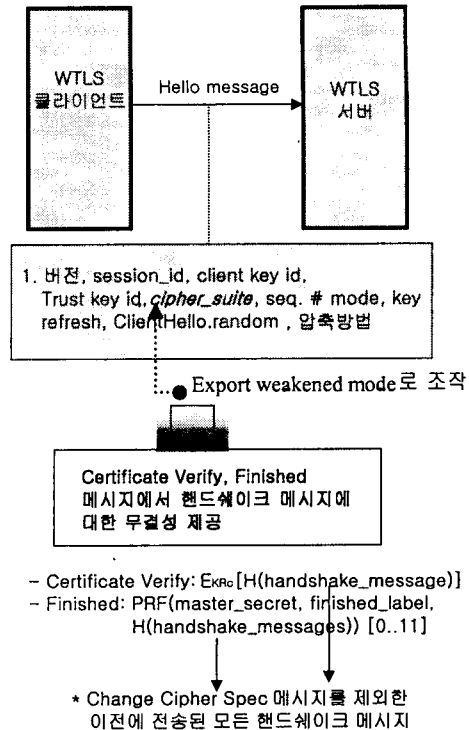 WTLS
클라이언트
Hello message
WTLS
서버
1. 버전, session_id, client key id,
Trust key id, cipher_suite, seq. # mode, key
refresh, ClientHello.random , 압축방법
Export weakened mode로 조작
Certificate Verify, Finished
메시지에서 핸드쉐이크 메시지에
대한 무결성 제공
- Certificate Verify: EKRc[H(handshake_message)]
- Finished: PRF(master_secret, finished_label,
H(handshake_messages)) [0..11]
* Change Cipher Spec 메시지를 제외한
이전에 전송된 모든 핸드쉐이크 메시지